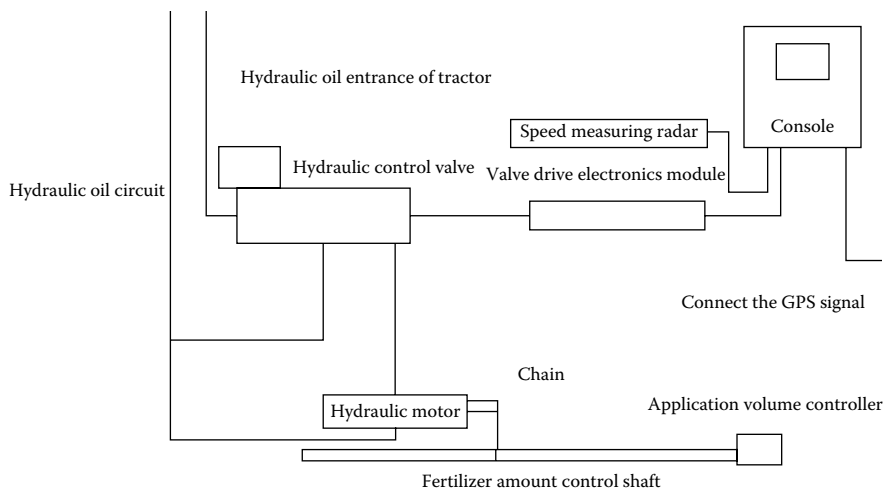 Hydraulic oil entrance of tractor
Speed measuring radar
Console
Hydraulic control valve
Valve drive electronics module
Hydraulic oil circuit
Connect the GPS signal
Chain
Application volume controller
Hydraulic motor
Fertilizer amount control shaft